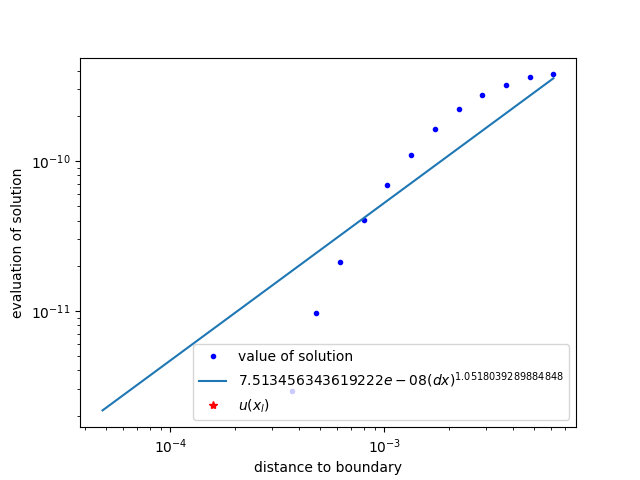 evaluation of solution
10⁻¹⁰
10⁻¹¹
value of solution
7.513456343619222e − 08(dx)^1.0518039289884848
u(x_l)
10⁻⁴
10⁻³
distance to boundary